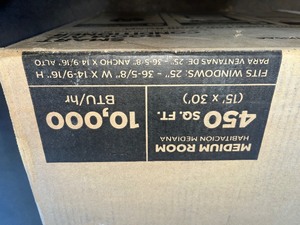 MEDIUM ROOM
HABITACION MEDIANA
450 SQ. FT.
(15' x 30')
10,000
BTU/hr
FITS WINDOWS: 25" - 36-5/8" W X 14-9/16" H
PARA VENTANAS DE 25" - 36-5/8" ANCHO X 14-9/16" ALTO